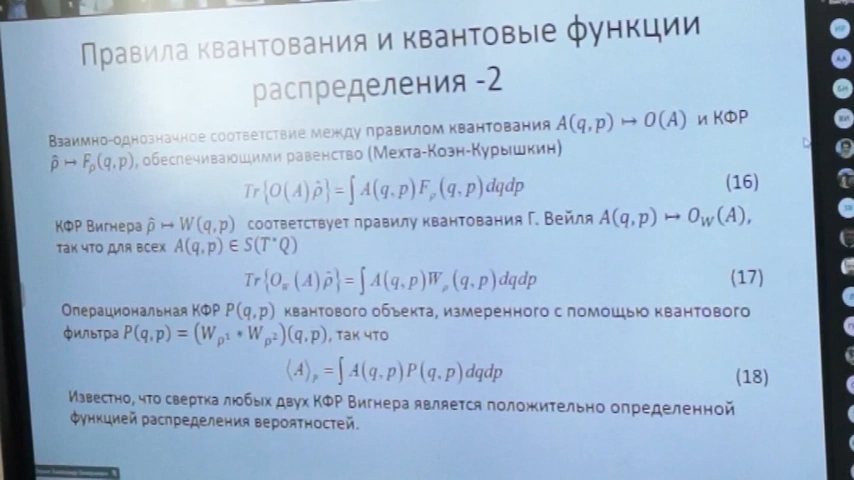 Правила квантования и квантовые функции
распределения -2
Взаимно-однозначное соответствие между правилом квантования A(q,p) ↦ O(A) и КФР
ρ̂ ↦ F_ρ(q,p), обеспечивающими равенство (Мехта-Коэн-Курышкин)
Tr{O(A)ρ̂} = ∫ A(q,p)F_ρ(q,p)dqdp (16)
КФР Вигнера ρ̂ ↦ W(q,p) соответствует правилу квантования Г. Вейля A(q,p) ↦ O_W(A),
так что для всех A(q,p) ∈ S(T*Q)
Tr{O_w(A)ρ̂} = ∫ A(q,p)W_ρ(q,p)dqdp (17)
Операциональная КФР P(q,p) квантового объекта, измеренного с помощью квантового
фильтра P(q,p) = (W_ρ¹ * W_ρ²)(q,p), так что
⟨A⟩_ρ = ∫ A(q,p)P(q,p)dqdp (18)
Известно, что свертка любых двух КФР Вигнера является положительно определенной
функцией распределения вероятностей.